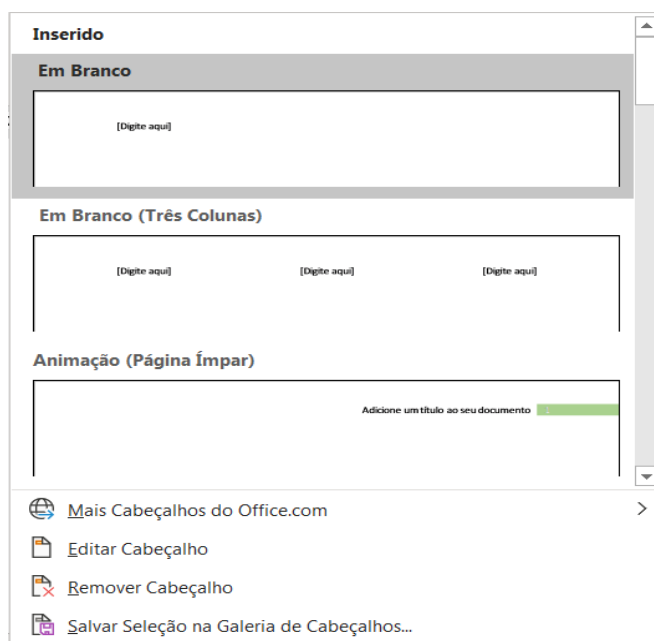 Inserido
Em Branco
[Digite aqui]
Em Branco (Três Colunas)
[Digite aqui] [Digite aqui] [Digite aqui]
Animação (Página Ímpar)
Adicione um título ao seu documento
Mais Cabeçalhos do Office.com
Editar Cabeçalho
Remover Cabeçalho
Salvar Seleção na Galeria de Cabeçalhos...